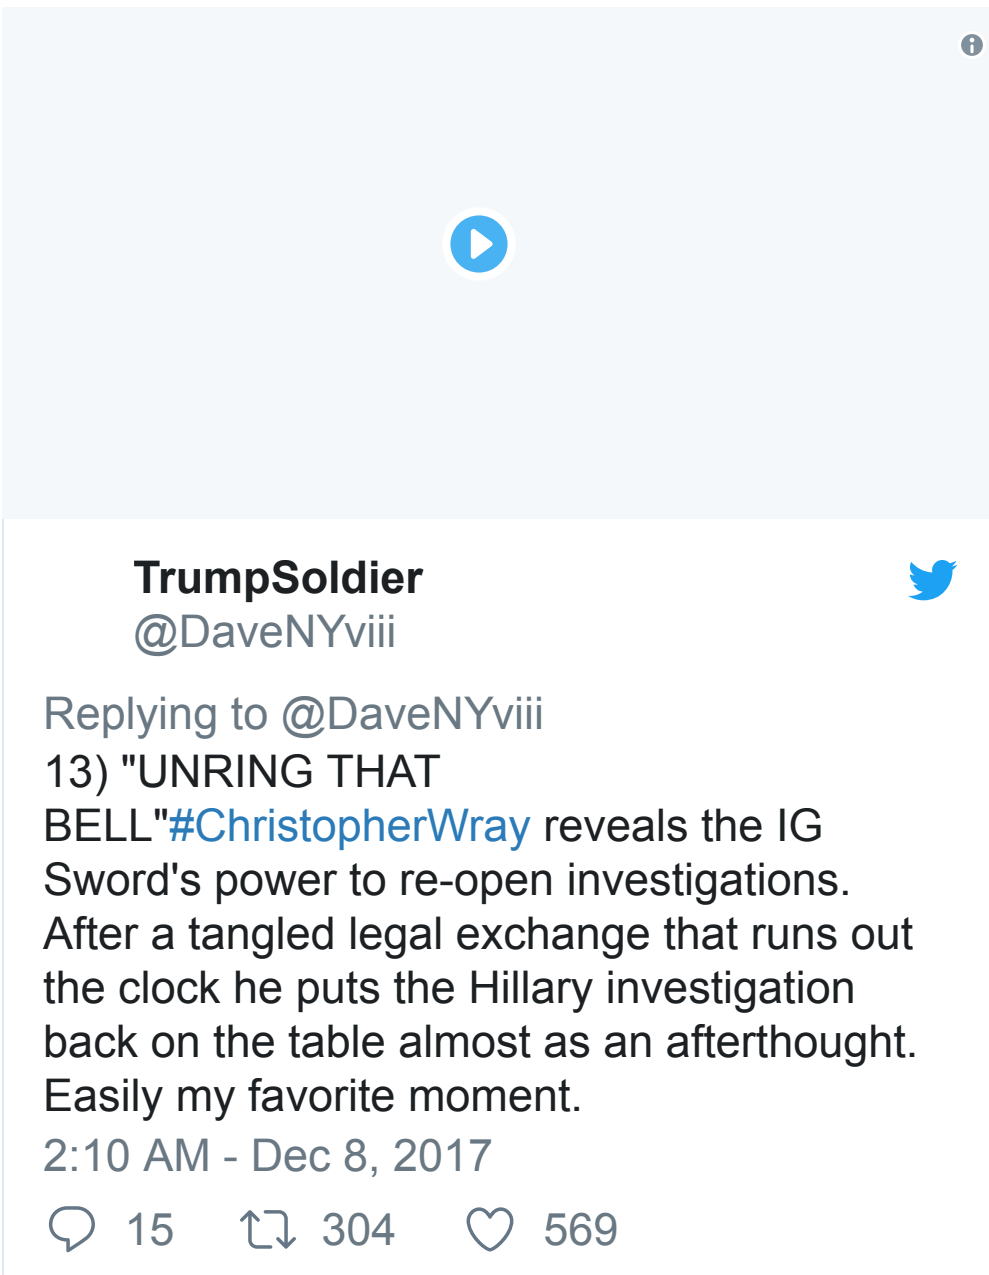 TrumpSoldier
@DaveNYviii
Replying to @DaveNYviii
13) "UNRING THAT
BELL"#ChristopherWray reveals the IG
Sword's power to re-open investigations.
After a tangled legal exchange that runs out
the clock he puts the Hillary investigation
back on the table almost as an afterthought.
Easily my favorite moment.
2:10 AM - Dec 8, 2017
15 304 569